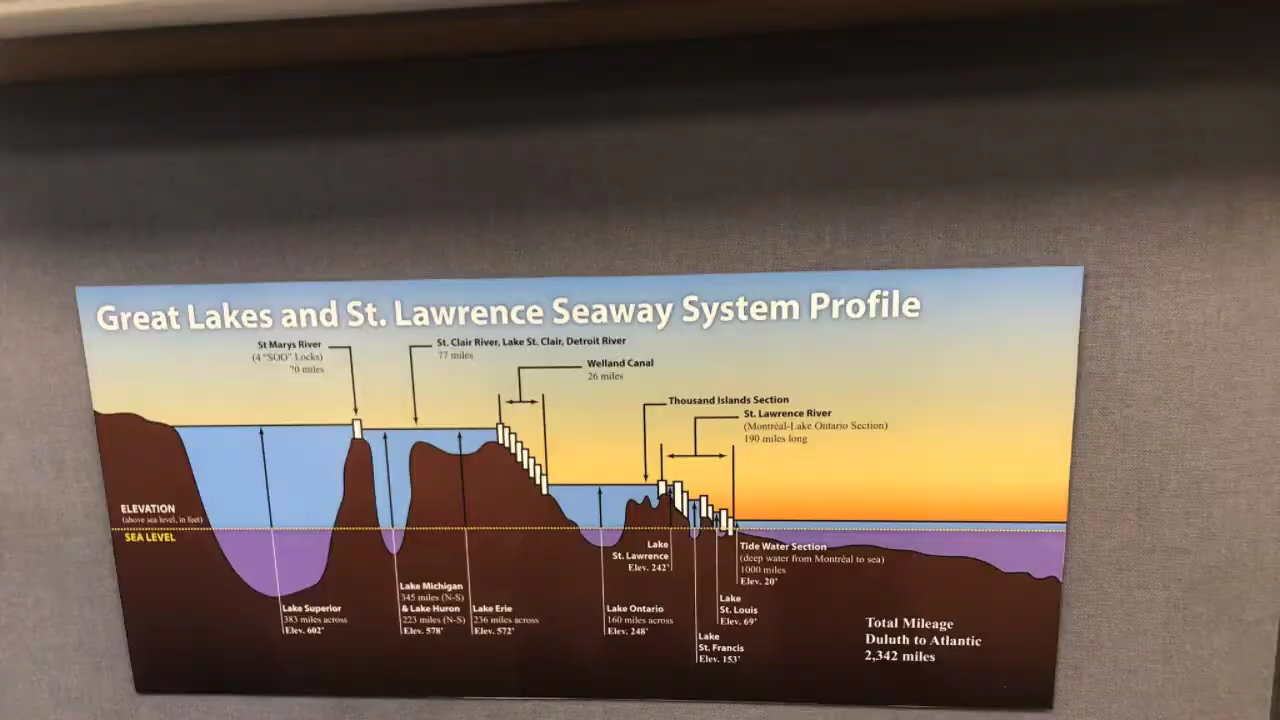 Great Lakes and St. Lawrence Seaway System Profile
St Marys River
(4 "SOO" Locks)
70 miles
St. Clair River, Lake St. Clair, Detroit River
77 miles
Welland Canal
26 miles
Thousand Islands Section
St. Lawrence River
(Montréal-Lake Ontario Section)
190 miles long
ELEVATION
(above sea level, in feet)
SEA LEVEL
Lake Superior
383 miles across
Elev. 602'
Lake Michigan
345 miles (N-S)
& Lake Huron
223 miles (N-S)
Elev. 578'
Lake Erie
236 miles across
Elev. 572'
Lake Ontario
160 miles across
Elev. 248'
Lake
St. Lawrence
Elev. 242'
Lake
St. Francis
Elev. 153'
Lake
St. Louis
Elev. 69'
Tide Water Section
(deep water from Montréal to sea)
1000 miles
Elev. 20'
Total Mileage
Duluth to Atlantic
2,342 miles